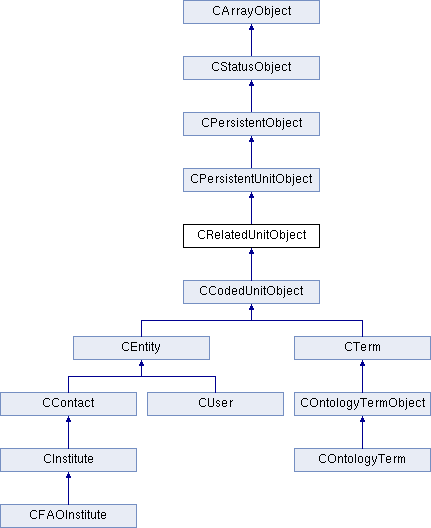 CArrayObject
CStatusObject
CPersistentObject
CPersistentUnitObject
CRelatedUnitObject
CCodedUnitObject
CEntity
CTerm
CContact
CUser
COntologyTermObject
CInstitute
COntologyTerm
CFAOInstitute